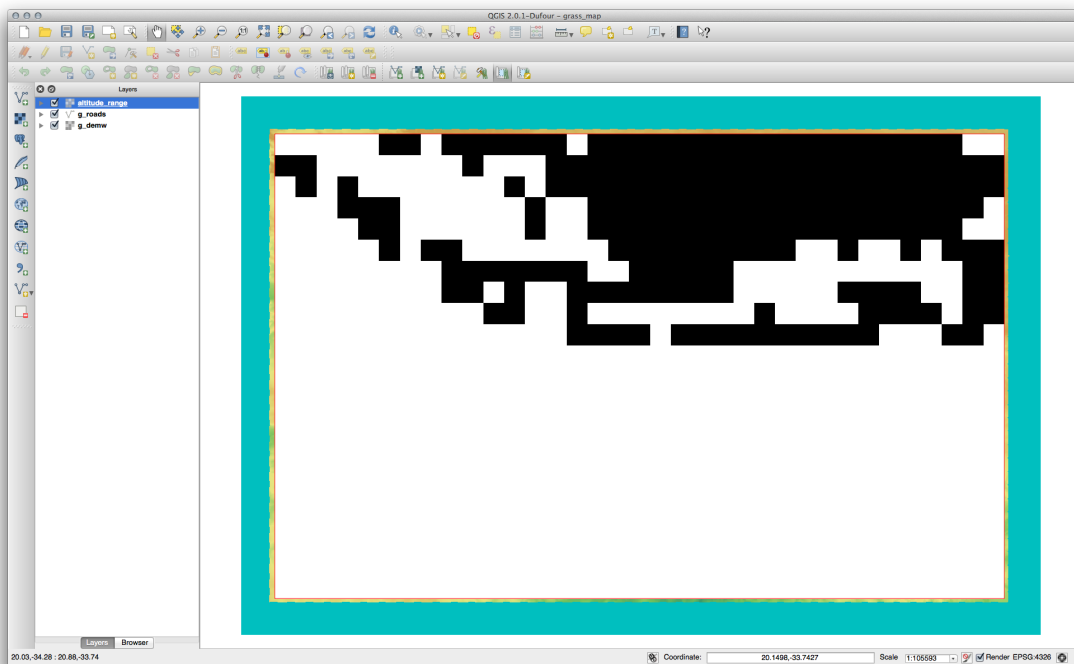 QGIS 2.0.1-Dufour - grass_map
Layers
altitude_range
g_roads
g_demw
Layers Browser
20.03,-34.28 : 20.88,-33.74 Coordinate: 20.1498,-33.7427 Scale 1:105593 Render EPSG:4326